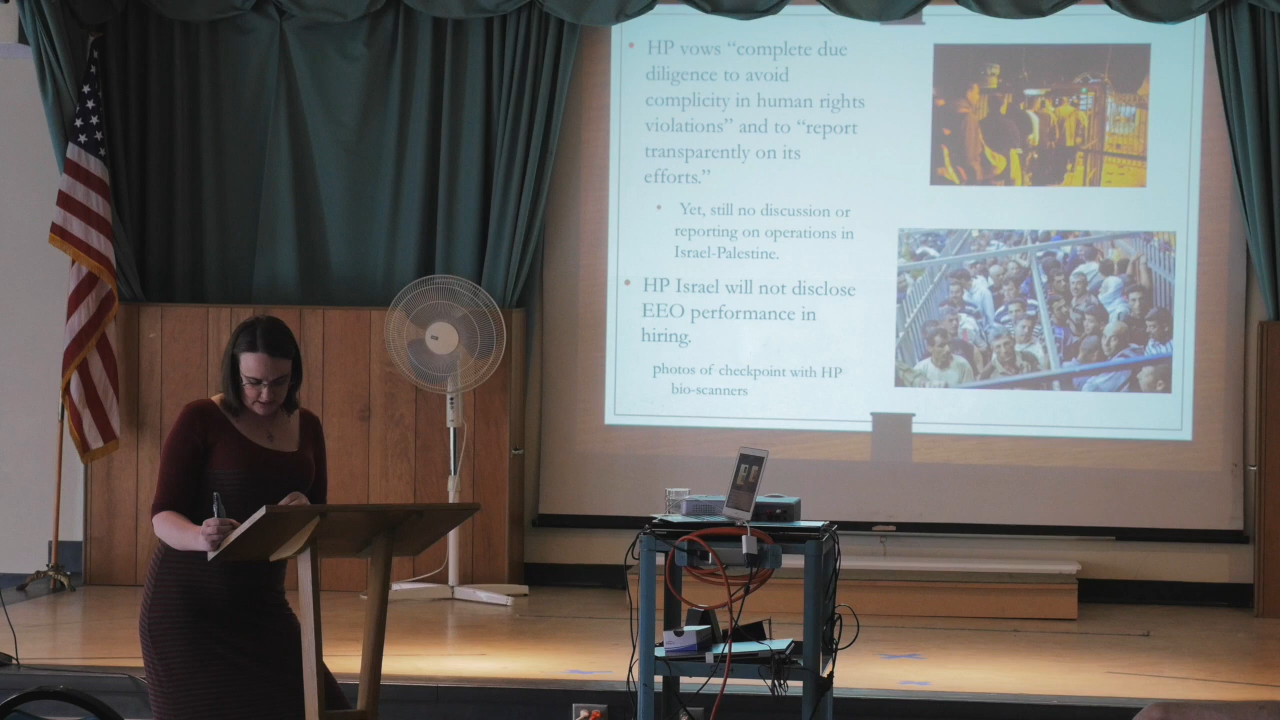 HP vows “complete due
diligence to avoid
complicity in human rights
violations” and to “report
transparently on its
efforts.”
Yet, still no discussion or
reporting on operations in
Israel-Palestine.
HP Israel will not disclose
EEO performance in
hiring.
photos of checkpoint with HP
bio-scanners